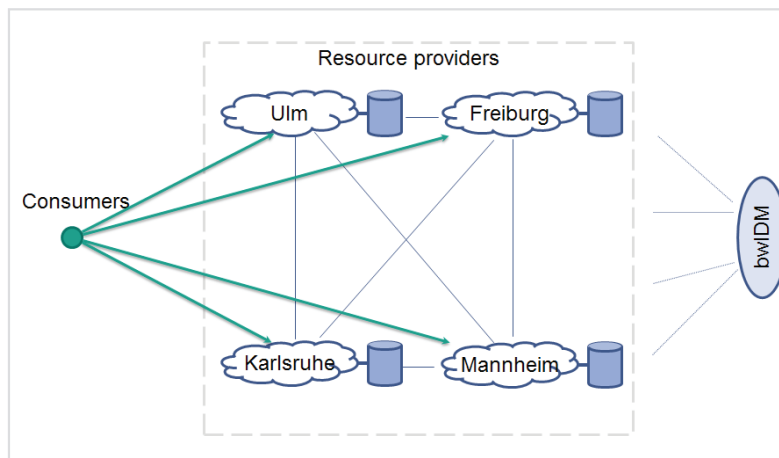 Resource providers
Ulm
Freiburg
Consumers
bwIDM
Karlsruhe
Mannheim